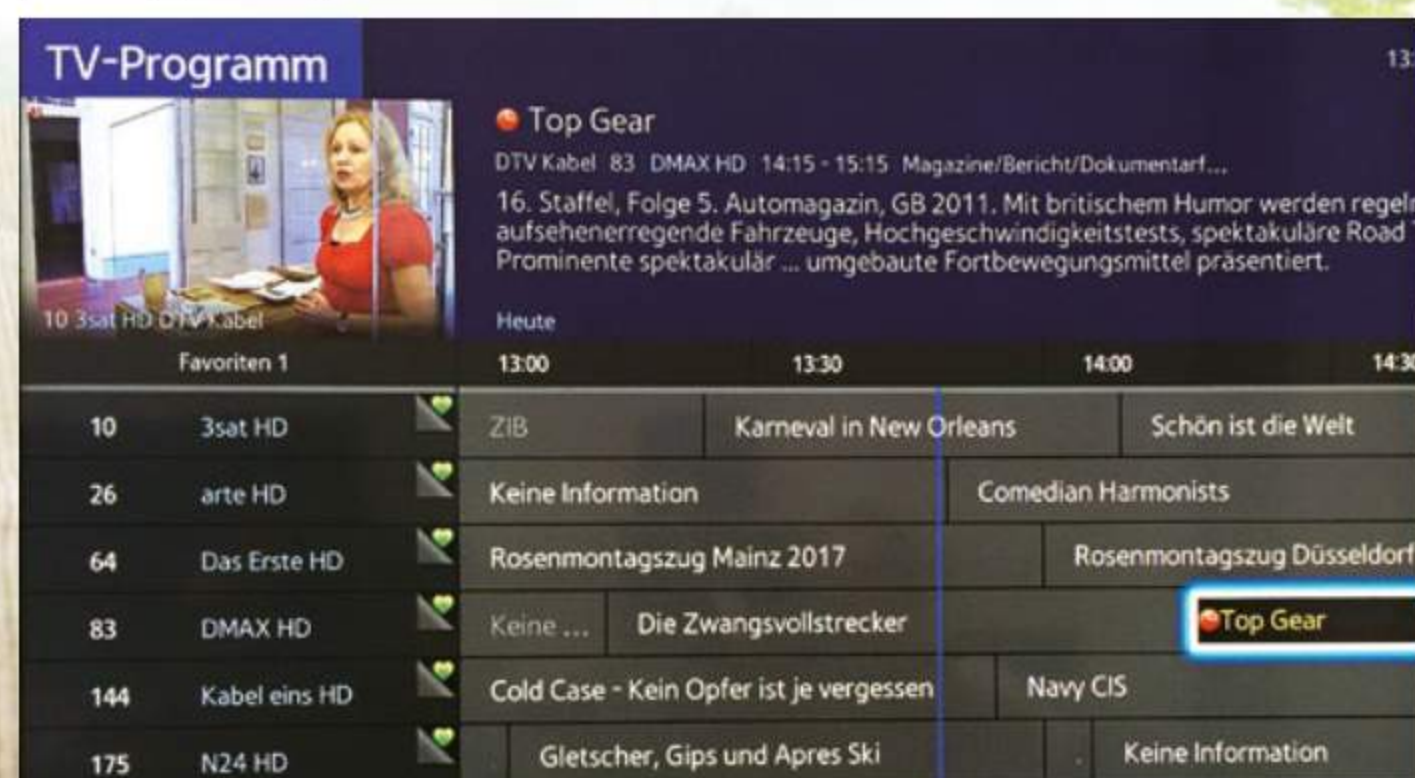 TV-Programm
13:
Top Gear
DTV Kabel 83 DMAX HD 14:15 - 15:15 Magazine/Bericht/Dokumentarf...
16. Staffel, Folge 5. Automagazin, GB 2011. Mit britischem Humor werden regelm
aufsehenerregende Fahrzeuge, Hochgeschwindigkeitstests, spektakuläre Road
Prominente spektakulär ... umgebaute Fortbewegungsmittel präsentiert.
10 3sat HD DTV Kabel
Heute
Favoriten 1 13:00 13:30 14:00 14:30
10 3sat HD ZIB Karneval in New Orleans Schön ist die Welt
26 arte HD Keine Information Comedian Harmonists
64 Das Erste HD Rosenmontagszug Mainz 2017 Rosenmontagszug Düsseldorf
83 DMAX HD Keine ... Die Zwangsvollstrecker Top Gear
144 Kabel eins HD Cold Case - Kein Opfer ist je vergessen Navy CIS
175 N24 HD . Gletscher, Gips und Apres Ski . Keine Information